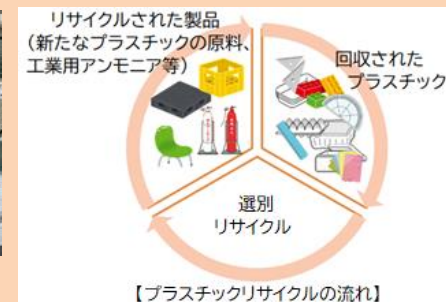 リサイクルされた製品
(新たなプラスチックの原料、
工業用アンモニア等)
回収された
プラスチック
選別
リサイクル
【プラスチックリサイクルの流れ】